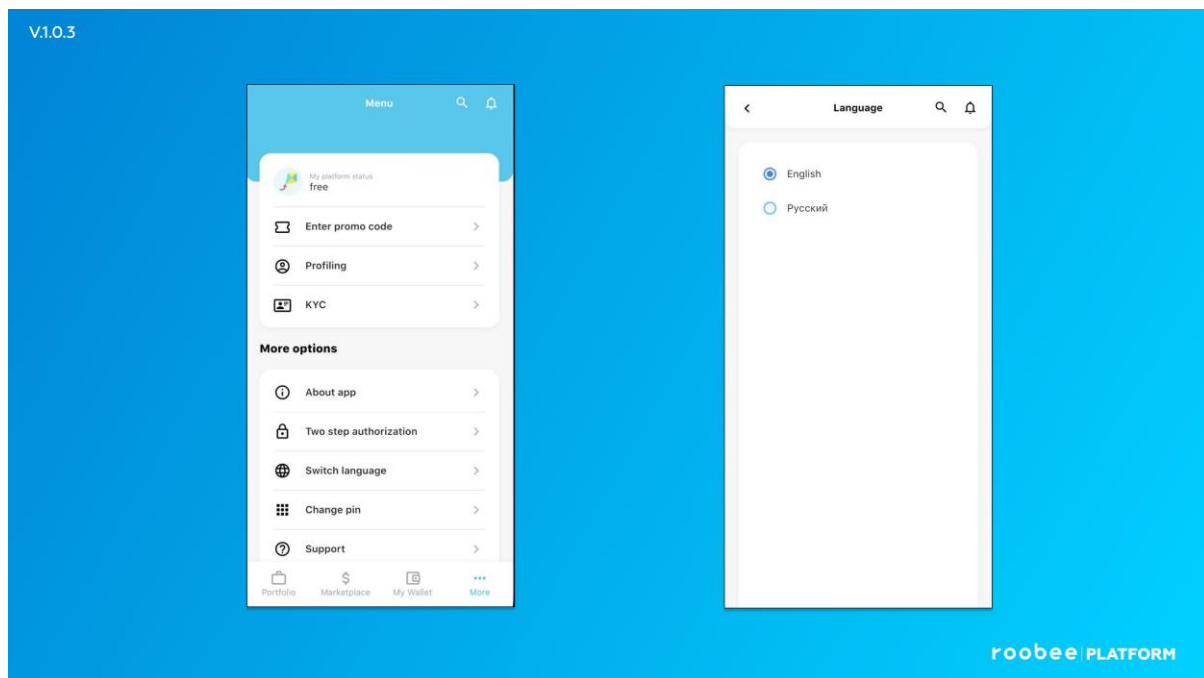 V.1.0.3
Menu
My platform status
free
Enter promo code
Profiling
KYC
More options
About app
Two step authorization
Switch language
Change pin
Support
Portfolio
Marketplace
My Wallet
More
Language
English
Русский
roobee PLATFORM